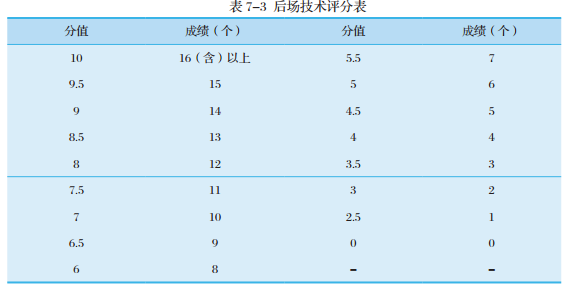 表 7-3 后场技术评分表
分值 成绩（个） 分值 成绩（个）
10 16（含）以上 5.5 7
9.5 15 5 6
9 14 4.5 5
8.5 13 4 4
8 12 3.5 3
7.5 11 3 2
7 10 2.5 1
6.5 9 0 0
6 8 – –